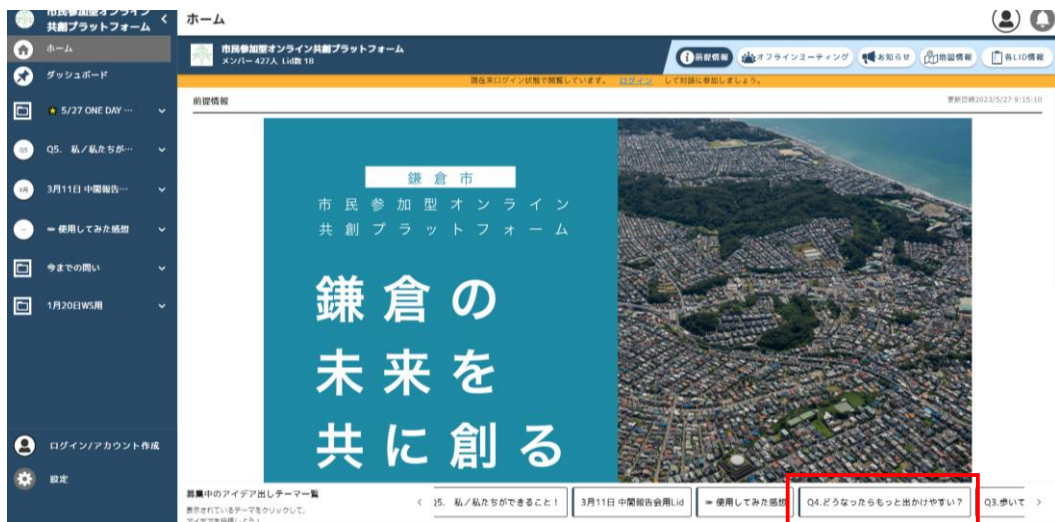 市民参加型オンライン
共創プラットフォーム
ホーム
ダッシュボード
5/27 ONE DAY …
Q5. 私/私たちが…
3月11日 中間報告…
使用してみた感想
今までの問い
1月20日WS用
ログイン/アカウント作成
設定
ホーム
市民参加型オンライン共創プラットフォーム
メンバー 427人 Lid数 18
前提情報
オフラインミーティング
お知らせ
地図情報
各LID情報
現在未ログイン状態で閲覧しています。 ログイン して対話に参加しましょう。
前提情報
更新日時2023/5/27 9:15:10
鎌倉市
市民参加型オンライン
共創プラットフォーム
鎌倉の
未来を
共に創る
募集中のアイデア出しテーマ一覧
表示されているテーマをクリックして、
アイデアを投稿しよう!
Q5. 私/私たちができること!
3月11日 中間報告会用Lid
使用してみた感想
Q4.どうなったらもっと出かけやすい?
Q3.歩いて